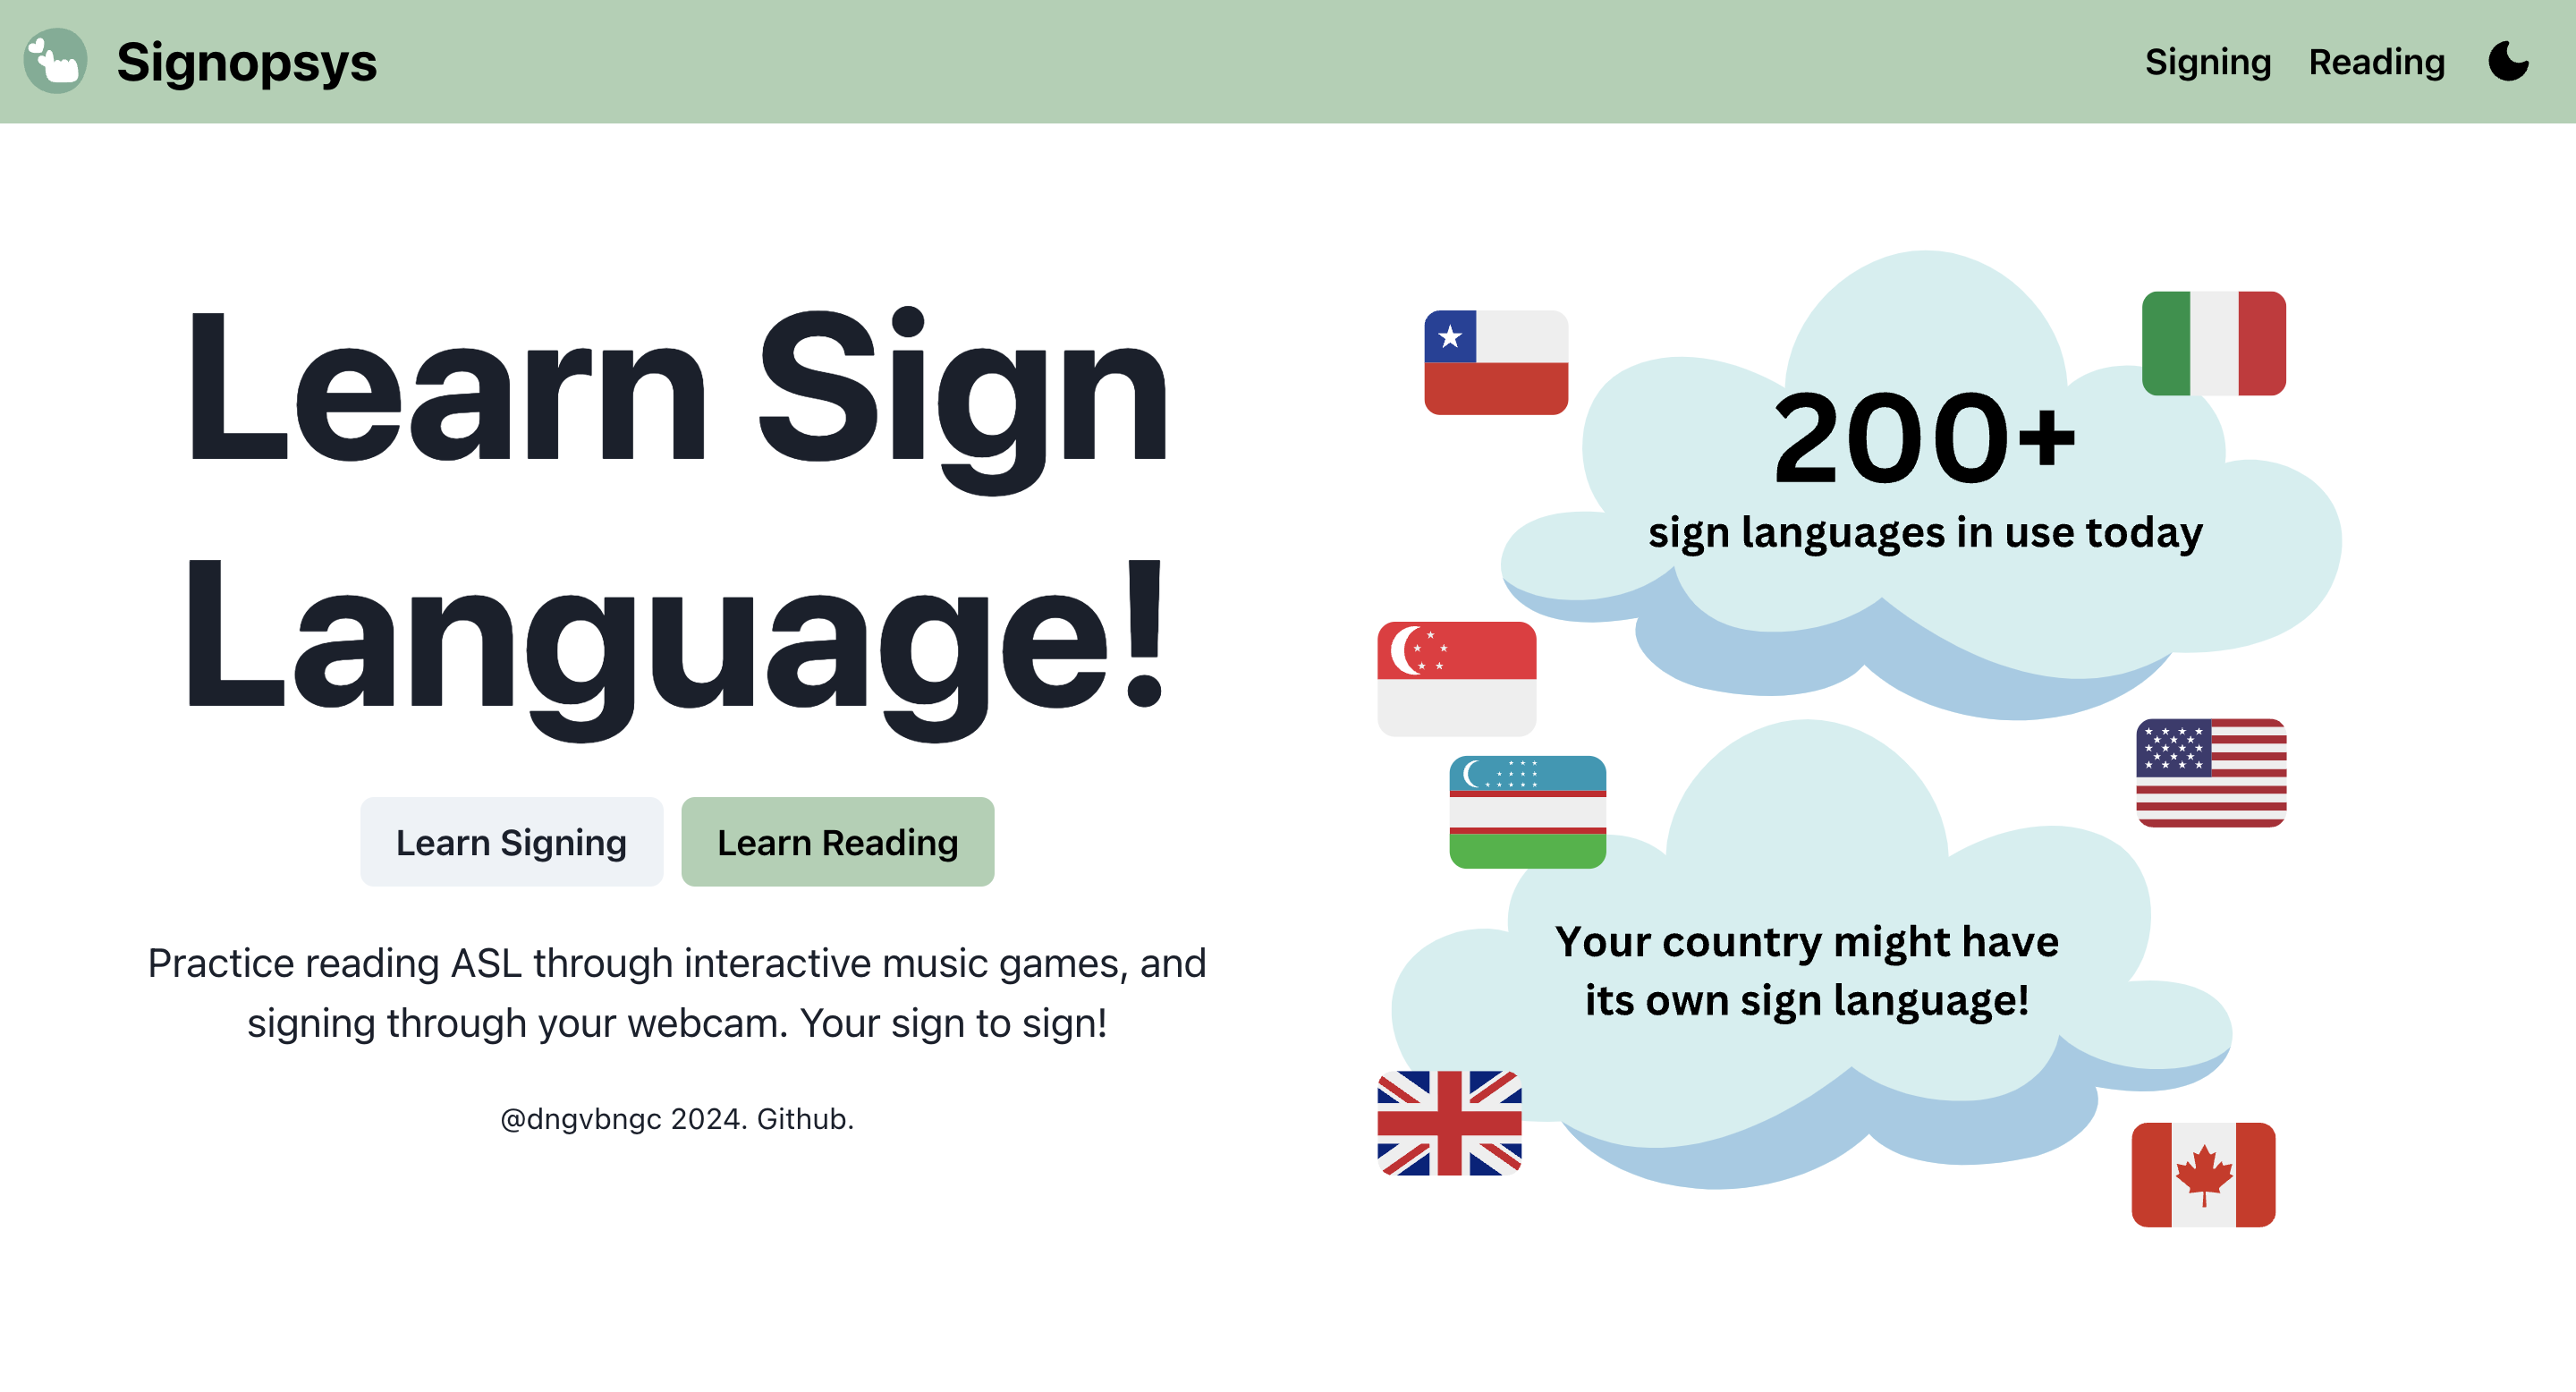 Signopsys
Signing
Reading
Learn Sign
Language!
Learn Signing
Learn Reading
Practice reading ASL through interactive music games, and
signing through your webcam. Your sign to sign!
@dngvbngc 2024. Github.
200+
sign languages in use today
Your country might have
its own sign language!